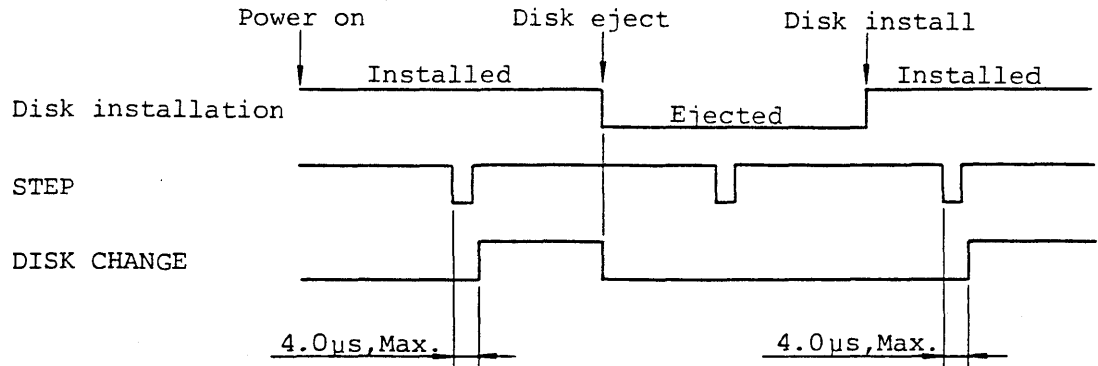 Power on
Disk eject
Disk install
Installed
Installed
Disk installation
Ejected
STEP
DISK CHANGE
4.0µs,Max.
4.0µs,Max.